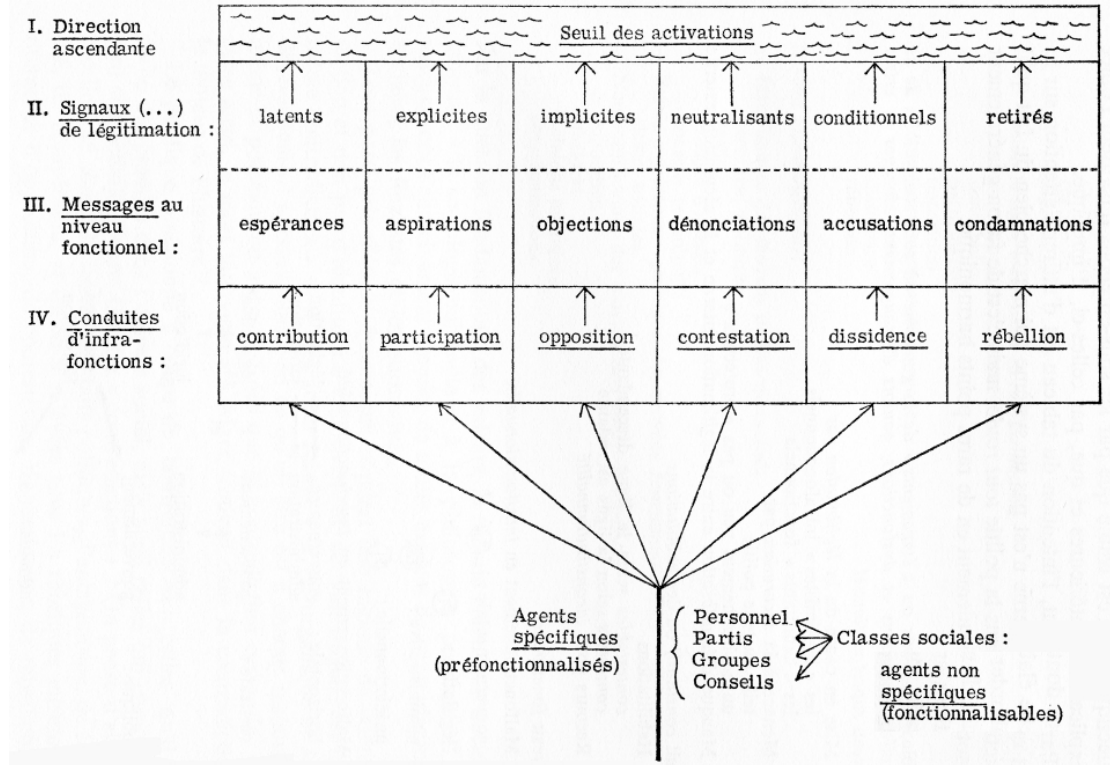 I. Direction
ascendante
Seuil des activations
II. Signaux (...)
de légitimation :
latents explicites implicites neutralisants conditionnels retirés
III. Messages au
niveau
fonctionnel :
espérances aspirations objections dénonciations accusations condamnations
IV. Conduites
d'infra-
fonctions :
contribution participation opposition contestation dissidence rébellion
Agents
spécifiques
(préfonctionnalisés)
Personnel
Partis
Groupes
Conseils
Classes sociales :
agents non
spécifiques
(fonctionnalisables)